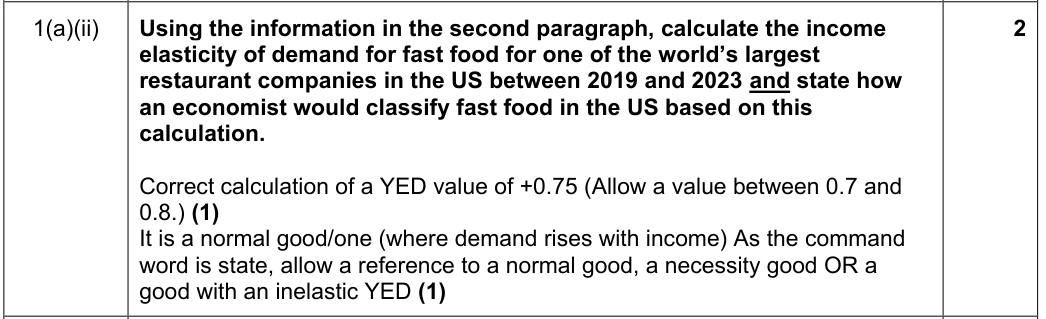 1(a)(ii)
Using the information in the second paragraph, calculate the income
elasticity of demand for fast food for one of the world’s largest
restaurant companies in the US between 2019 and 2023 and state how
an economist would classify fast food in the US based on this
calculation.
2
Correct calculation of a YED value of +0.75 (Allow a value between 0.7 and
0.8.) (1)
It is a normal good/one (where demand rises with income) As the command
word is state, allow a reference to a normal good, a necessity good OR a
good with an inelastic YED (1)